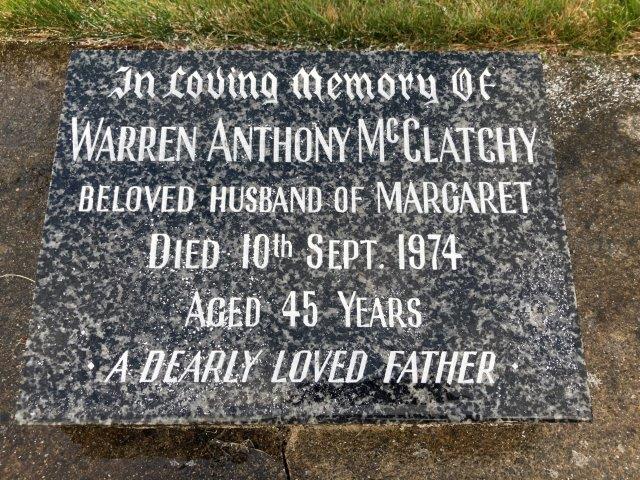 In Loving Memory Of
WARREN ANTHONY McCLATCHY
BELOVED HUSBAND OF MARGARET
DIED 10th SEPT. 1974
AGED 45 YEARS
· A DEARLY LOVED FATHER ·